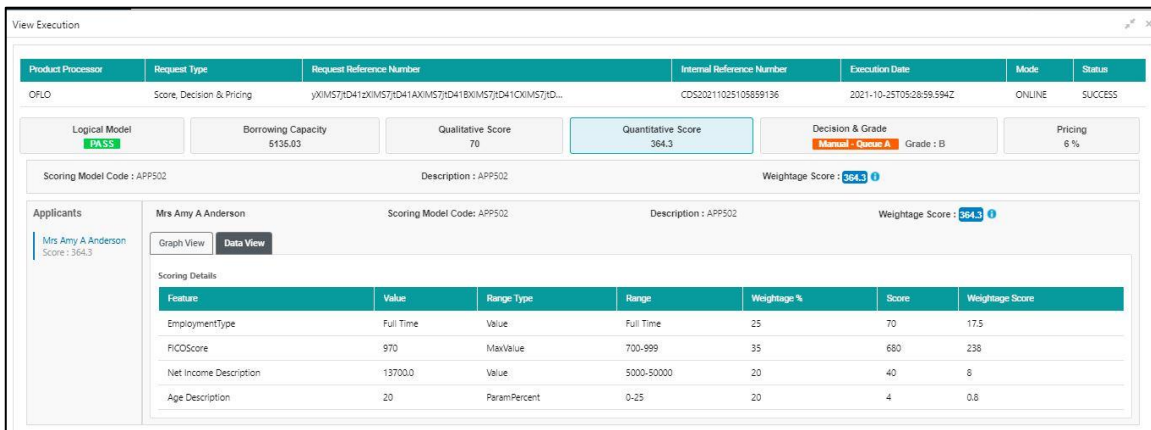 View Execution
Product Processor Request Type Request Reference Number Internal Reference Number Execution Date Mode Status
OFLO Score, Decision & Pricing CDS20211025105859136 2021-10-25T05:28:59.594Z ONLINE SUCCESS
Logical Model Borrowing Capacity Qualitative Score Quantitative Score Decision & Grade Pricing
PASS 5135.03 70 364.3 Manual - Queue A Grade : B 6 %
Scoring Model Code : APP502 Description : APP502 Weightage Score : 364.3
Applicants Mrs Amy A Anderson Scoring Model Code: APP502 Description : APP502 Weightage Score : 364.3
Mrs Amy A Anderson Graph View Data View
Score : 364.3
Scoring Details
Feature Value Range Type Range Weightage % Score Weightage Score
EmploymentType Full Time Value Full Time 25 70 17.5
FICOScore 970 MaxValue 700-999 35 680 238
Net Income Description 13700.0 Value 5000-50000 20 40 8
Age Description 20 ParamPercent 0-25 20 4 0.8